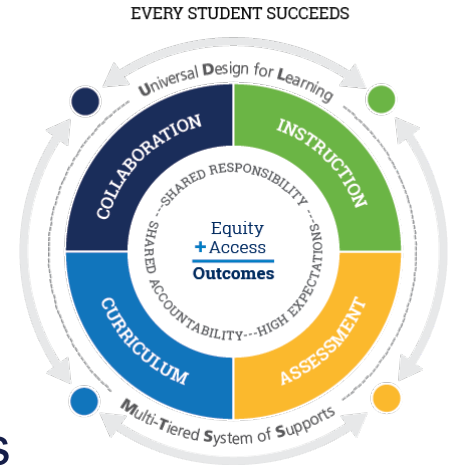 EVERY STUDENT SUCCEEDS
Universal Design for Learning
COLLABORATION
INSTRUCTION
---SHARED RESPONSIBILITY
---HIGH EXPECTATIONS
SHARED ACCOUNTABILITY---
Equity
+Access
Outcomes
CURRICULUM
ASSESSMENT
Multi-Tiered System of Supports
s